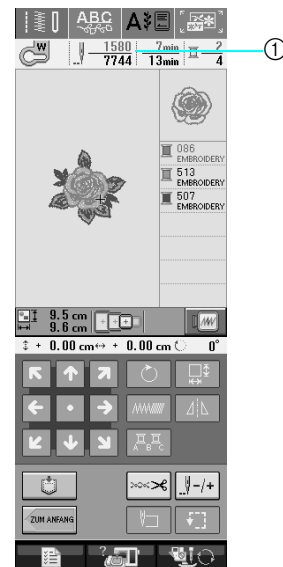 ABC A
W 1580 7min 2
7744 13min 4
①
086
EMBROIDERY
513
EMBROIDERY
507
EMBROIDERY
9.5 cm
9.6 cm
+ 0.00 cm + 0.00 cm 0°
A B C
-/+
ZUM ANFANG
?